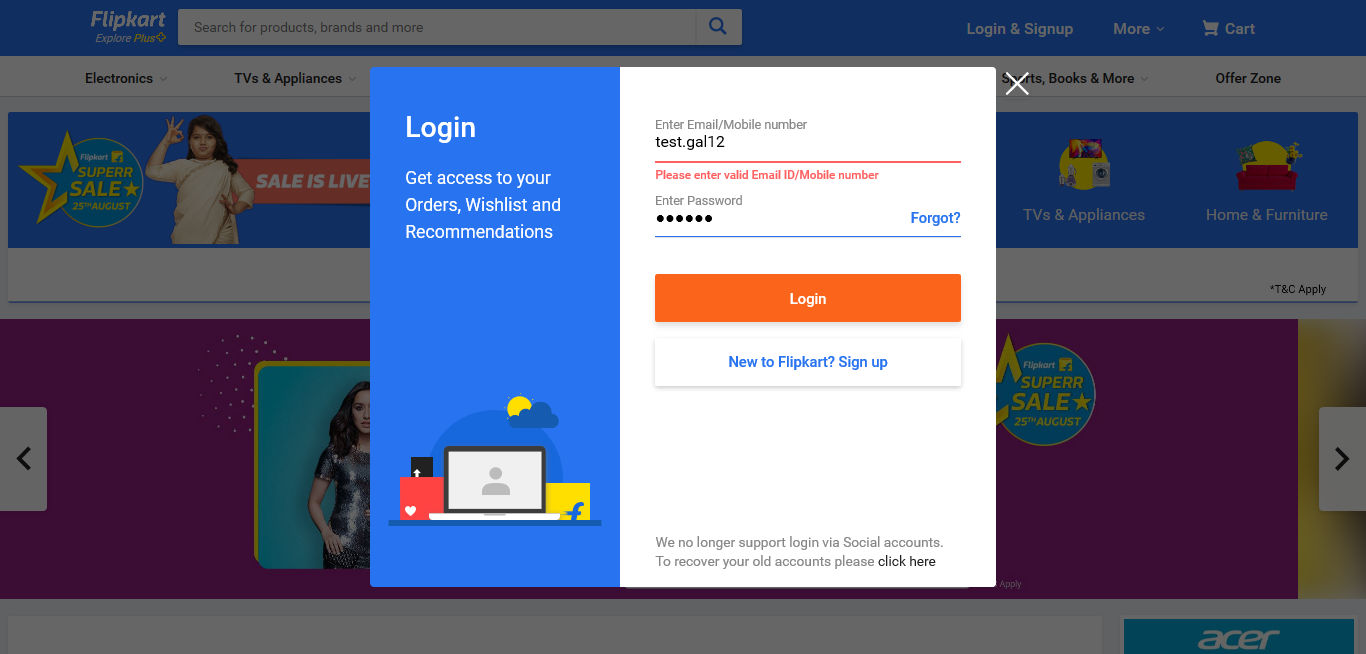 Flipkart
Explore Plus
Search for products, brands and more
Login & Signup
More
Cart
Electronics
TVs & Appliances
Sports, Books & More
Offer Zone
Flipkart
SUPERR
SALE
25TH AUGUST
SALE IS LIVE
Login
Get access to your
Orders, Wishlist and
Recommendations
Enter Email/Mobile number
test.gal12
Please enter valid Email ID/Mobile number
Enter Password
Forgot?
Login
New to Flipkart? Sign up
We no longer support login via Social accounts.
To recover your old accounts please click here
TVs & Appliances
Home & Furniture
*T&C Apply
Flipkart
SUPERR
SALE
25TH AUGUST
Apply
acer